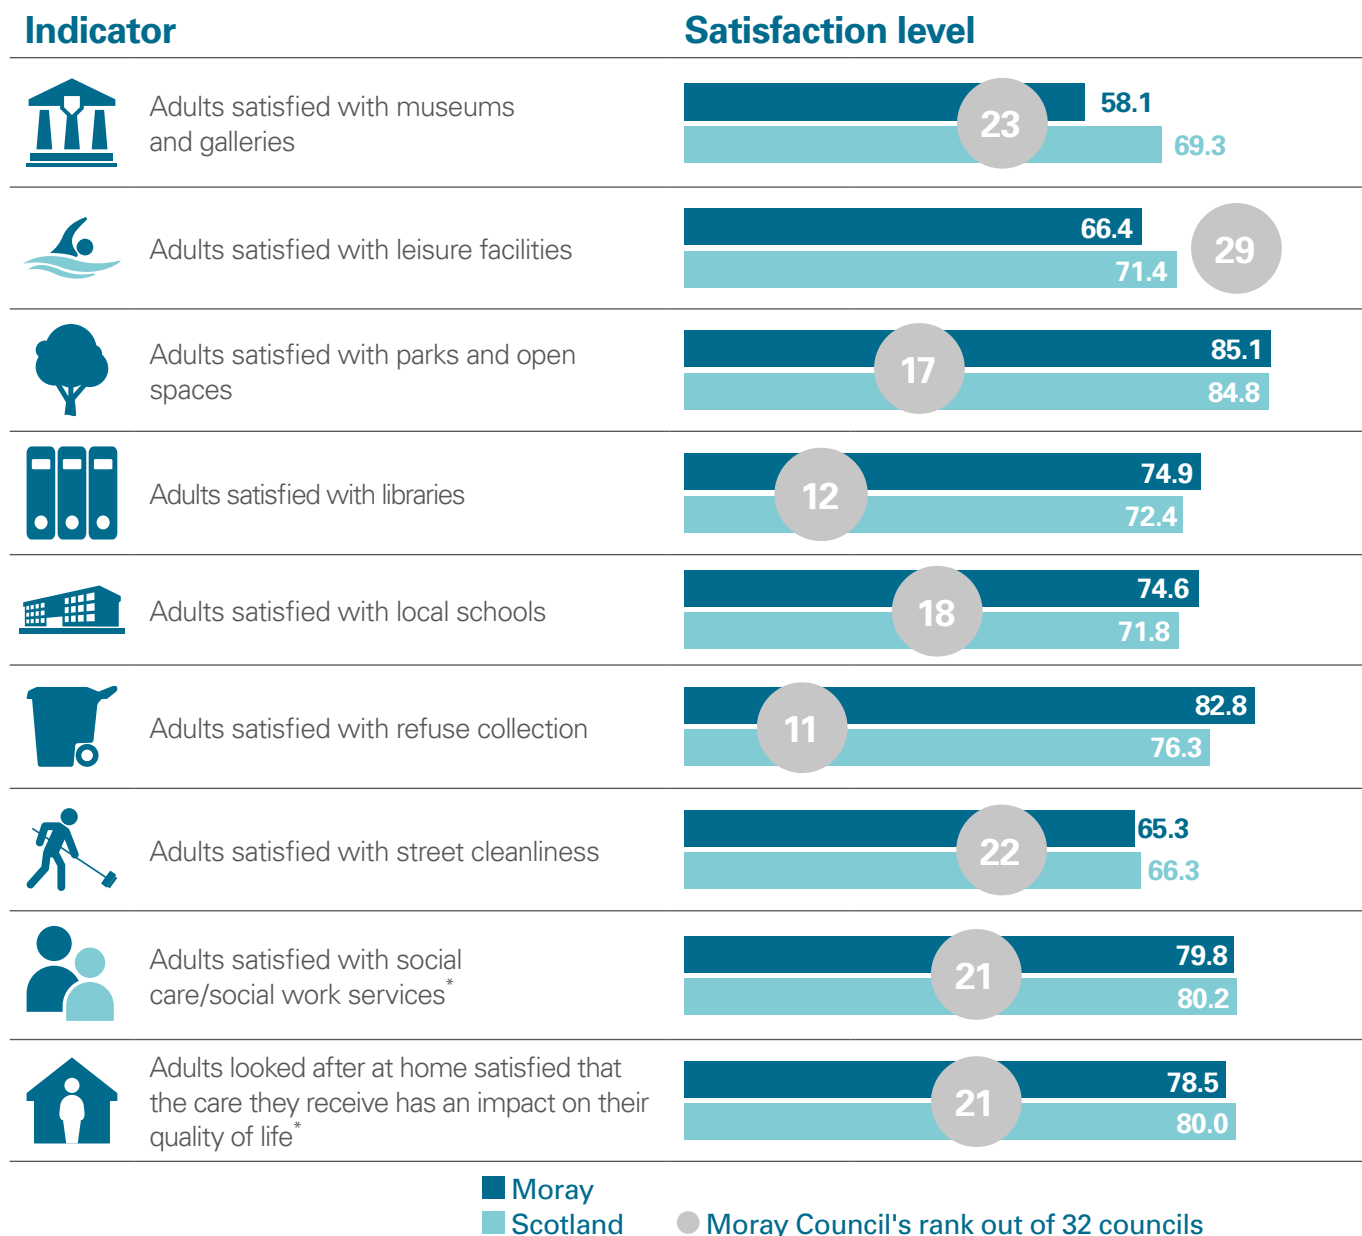 Indicator
Satisfaction level
Adults satisfied with museums
and galleries
23
58.1
69.3
Adults satisfied with leisure facilities
66.4
71.4
29
Adults satisfied with parks and open
spaces
17
85.1
84.8
Adults satisfied with libraries
12
74.9
72.4
Adults satisfied with local schools
18
74.6
71.8
Adults satisfied with refuse collection
11
82.8
76.3
Adults satisfied with street cleanliness
22
65.3
66.3
Adults satisfied with social
care/social work services*
21
79.8
80.2
Adults looked after at home satisfied that
the care they receive has an impact on their
quality of life*
21
78.5
80.0
Moray
Scotland
Moray Council's rank out of 32 councils